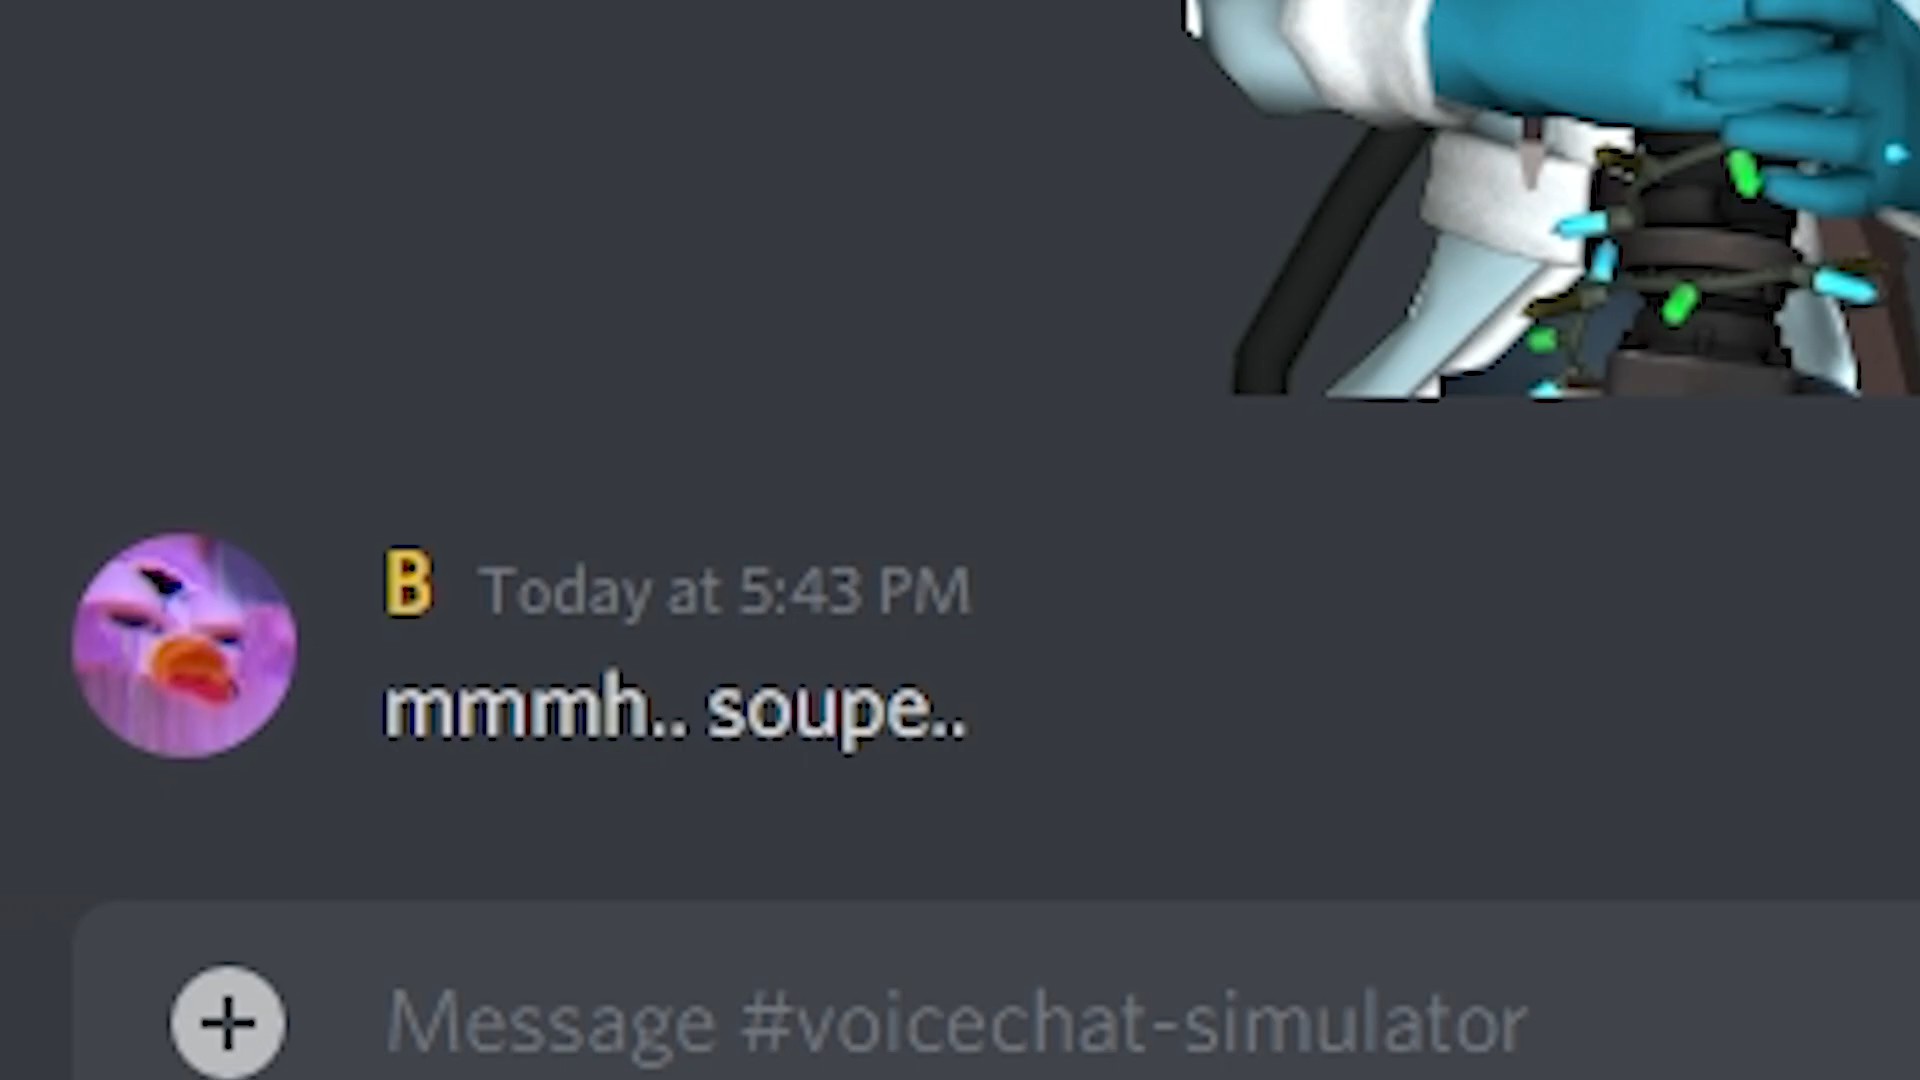 B Today at 5:43 PM
mmmh.. soupe..
Message #voicechat-simulator